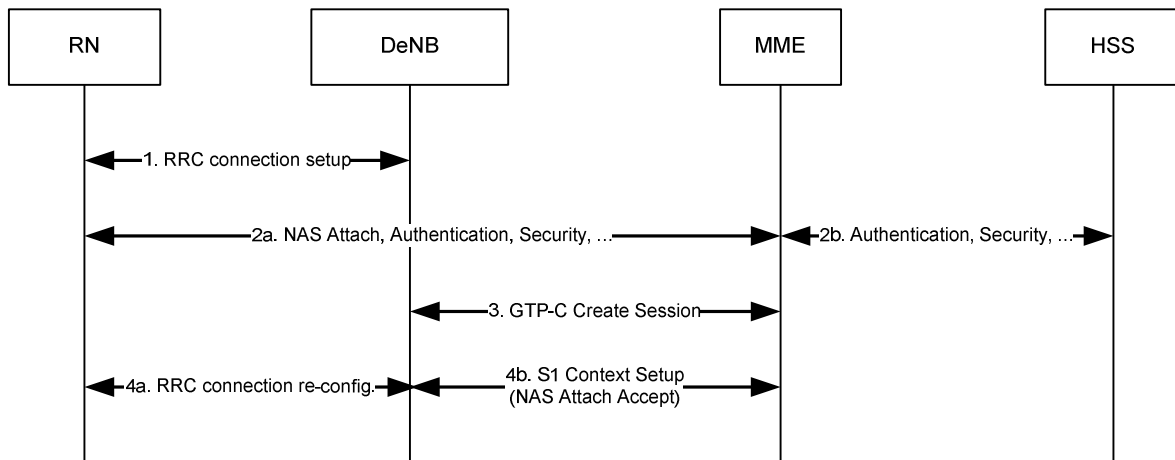 RN
DeNB
MME
HSS
1. RRC connection setup
2a. NAS Attach, Authentication, Security, ...
2b. Authentication, Security, ...
3. GTP-C Create Session
4a. RRC connection re-config.
4b. S1 Context Setup
(NAS Attach Accept)